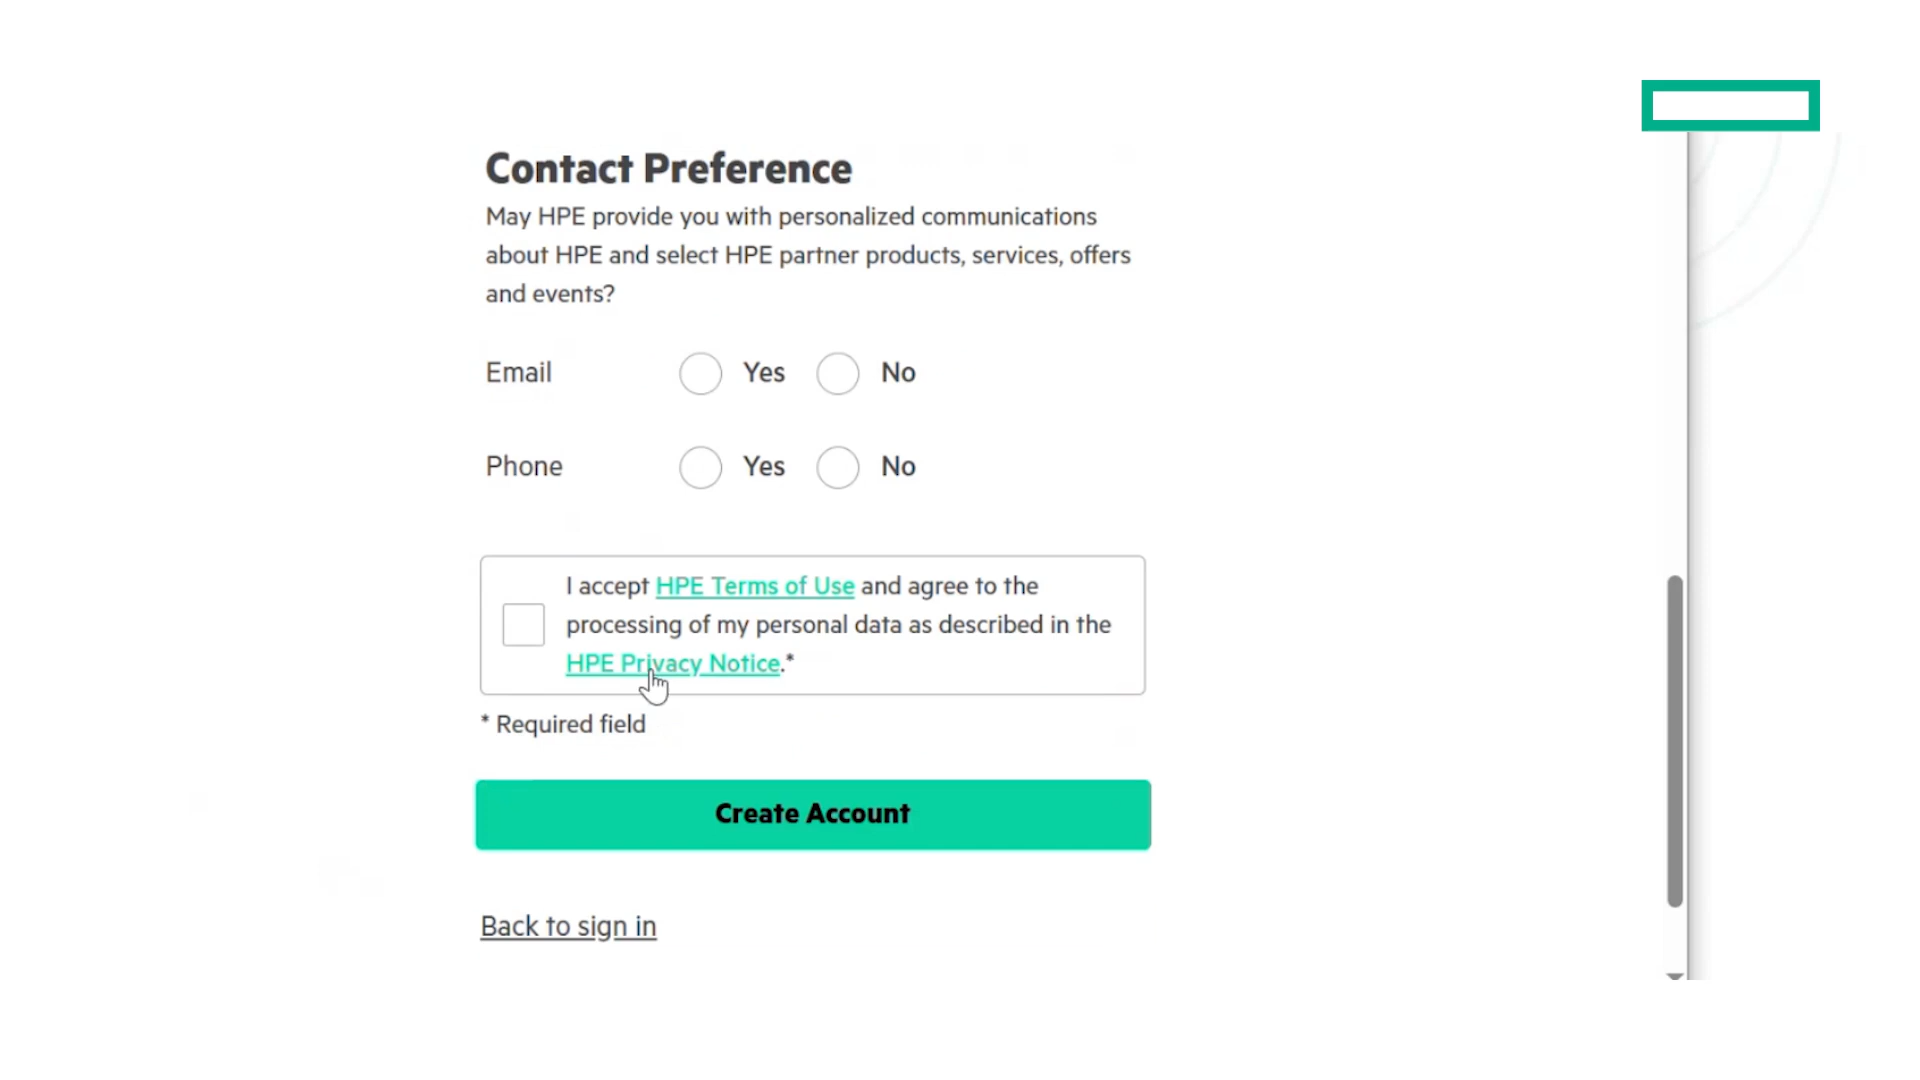 Contact Preference
May HPE provide you with personalized communications
about HPE and select HPE partner products, services, offers
and events?
Email Yes No
Phone Yes No
I accept HPE Terms of Use and agree to the
processing of my personal data as described in the
HPE Privacy Notice.*
* Required field
Create Account
Back to sign in